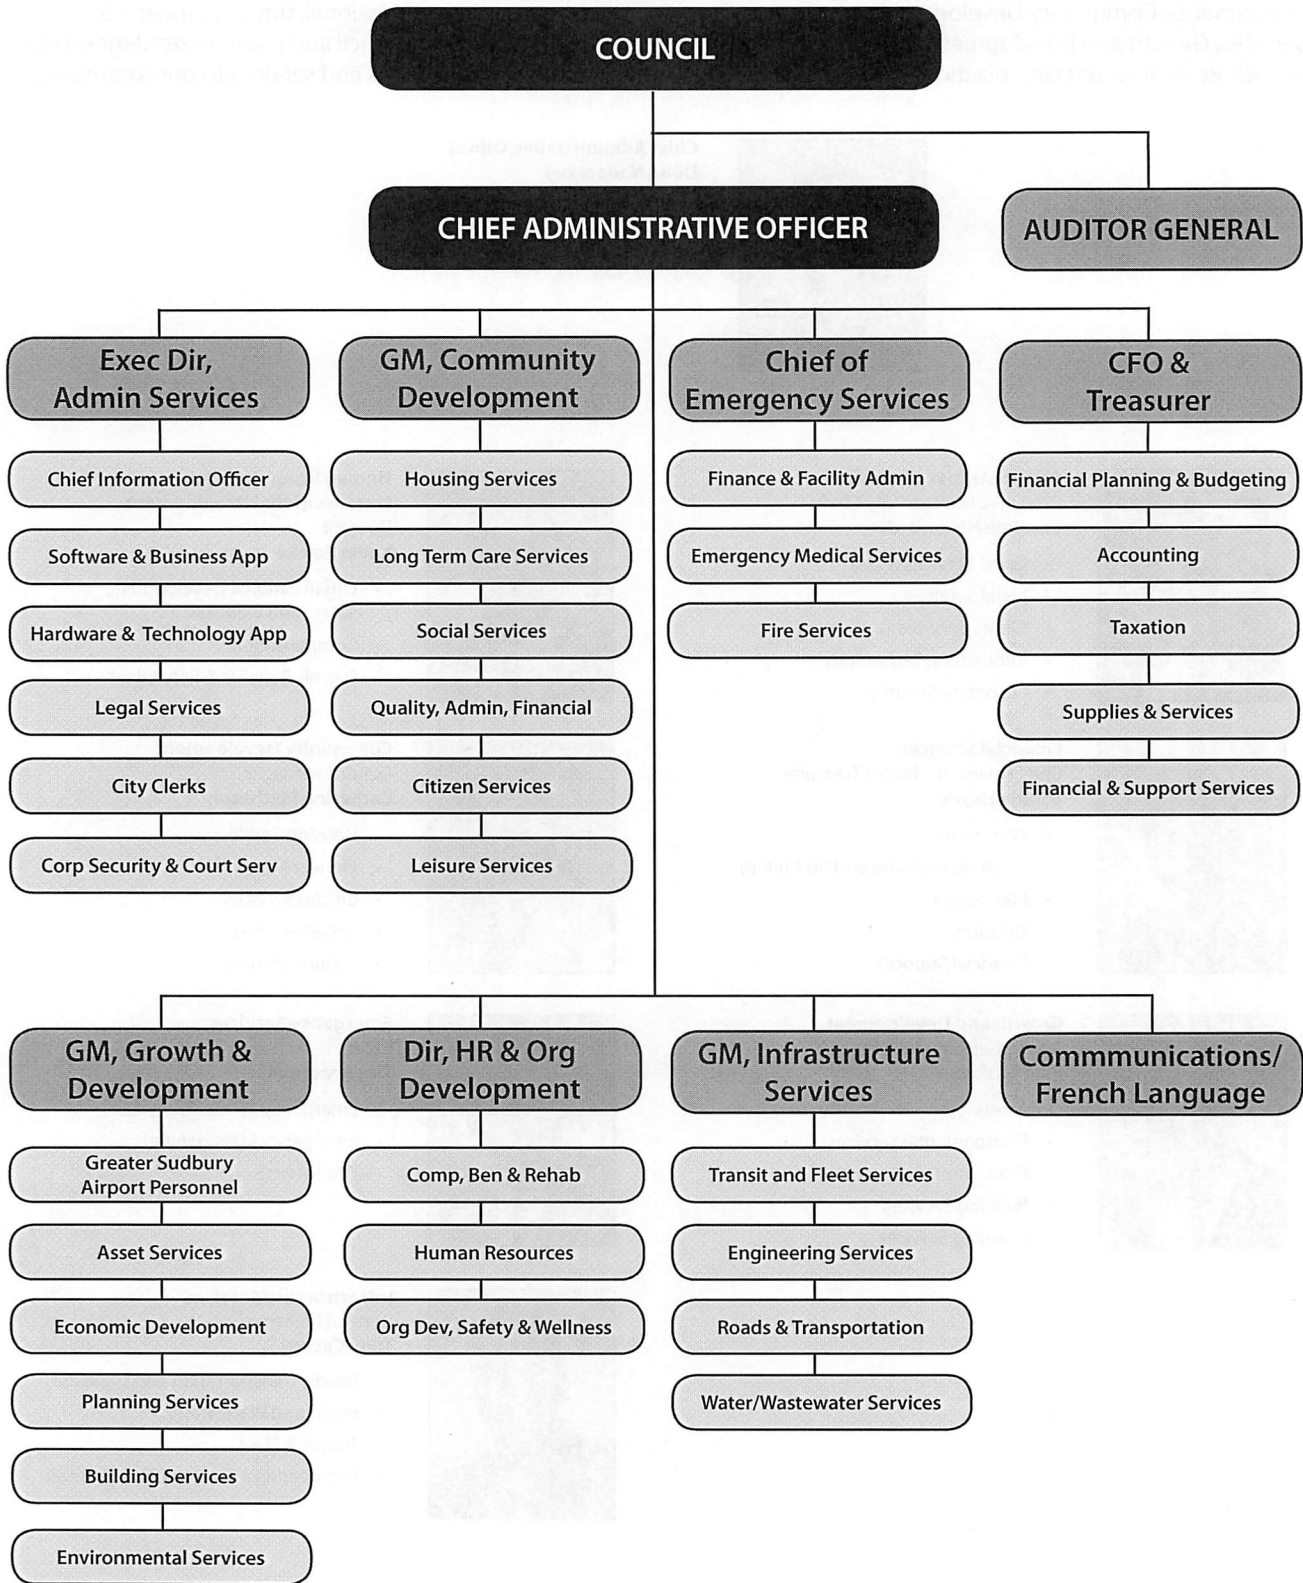 COUNCIL
CHIEF ADMINISTRATIVE OFFICER
AUDITOR GENERAL
Exec Dir,
Admin Services
Chief Information Officer
Software & Business App
Hardware & Technology App
Legal Services
City Clerks
Corp Security & Court Serv
GM, Community
Development
Housing Services
Long Term Care Services
Social Services
Quality, Admin, Financial
Citizen Services
Leisure Services
Chief of
Emergency Services
Finance & Facility Admin
Emergency Medical Services
Fire Services
CFO &
Treasurer
Financial Planning & Budgeting
Accounting
Taxation
Supplies & Services
Financial & Support Services
GM, Growth &
Development
Greater Sudbury
Airport Personnel
Asset Services
Economic Development
Planning Services
Building Services
Environmental Services
Dir, HR & Org
Development
Comp, Ben & Rehab
Human Resources
Org Dev, Safety & Wellness
GM, Infrastructure
Services
Transit and Fleet Services
Engineering Services
Roads & Transportation
Water/Wastewater Services
Commmunications/
French Language